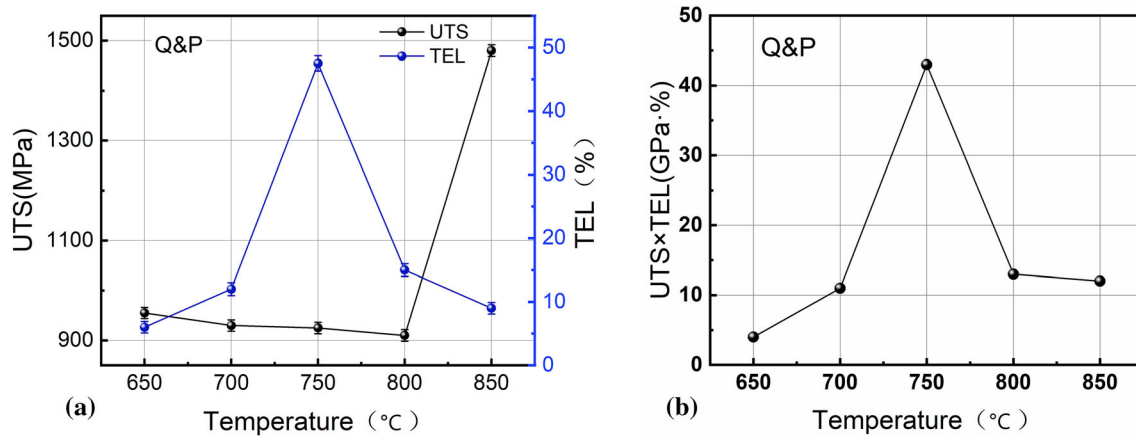 Q&P
UTS
TEL
1500
1300
1100
900
UTS(MPa)
50
40
30
20
10
0
TEL（%）
650 700 750 800 850
Temperature（℃）
(a)
Q&P
50
40
30
20
10
0
UTS×TEL(GPa·%)
650 700 750 800 850
Temperature（℃）
(b)